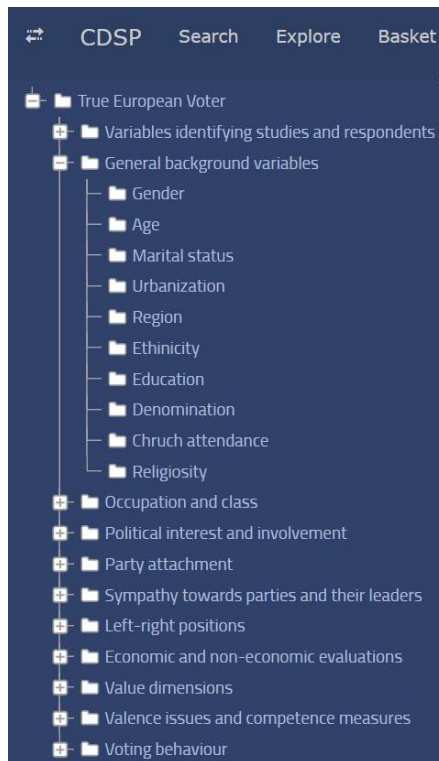 CDSP Search Explore Basket
True European Voter
Variables identifying studies and respondents
General background variables
Gender
Age
Marital status
Urbanization
Region
Ethinicity
Education
Denomination
Chruch attendance
Religiosity
Occupation and class
Political interest and involvement
Party attachment
Sympathy towards parties and their leaders
Left-right positions
Economic and non-economic evaluations
Value dimensions
Valence issues and competence measures
Voting behaviour